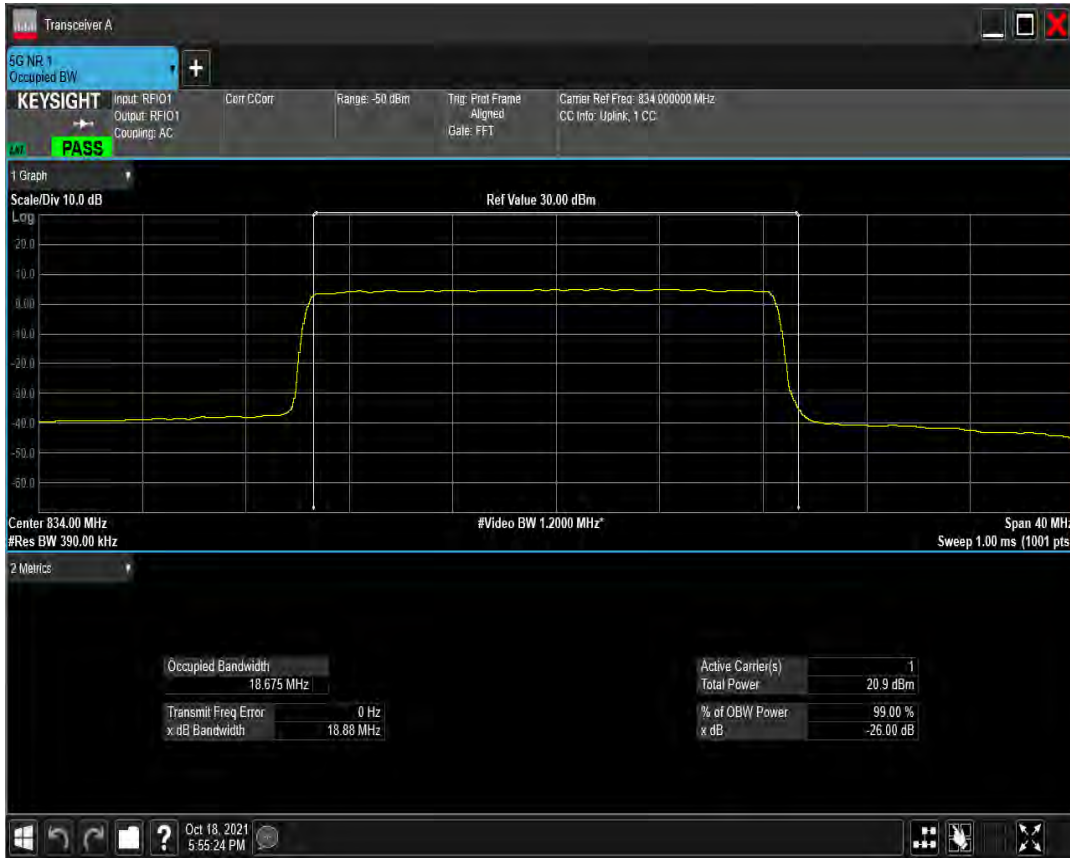 Transceiver A
5G NR 1
Occupied BW
KEYSIGHT
Input: RFIO1
Output: RFIO1
Coupling: AC
Corr CCorr
Range: -50 dBm
Trig: Prot Frame
Aligned
Gate: FFT
Carrier Ref Freq: 834.000000 MHz
CC Info: Uplink, 1 CC
PASS
1 Graph
Scale/Div 10.0 dB
Ref Value 30.00 dBm
Log
20.0
10.0
0.00
-10.0
-20.0
-30.0
-40.0
-50.0
-60.0
Center 834.00 MHz
#Video BW 1.2000 MHz*
Span 40 MHz
#Res BW 390.00 kHz
Sweep 1.00 ms (1001 pts
2 Metrics
Occupied Bandwidth
18.675 MHz
Transmit Freq Error 0 Hz
x dB Bandwidth 18.88 MHz
Active Carrier(s) 1
Total Power 20.9 dBm
% of OBW Power 99.00 %
x dB -26.00 dB
?
Oct 18, 2021
5:55:24 PM